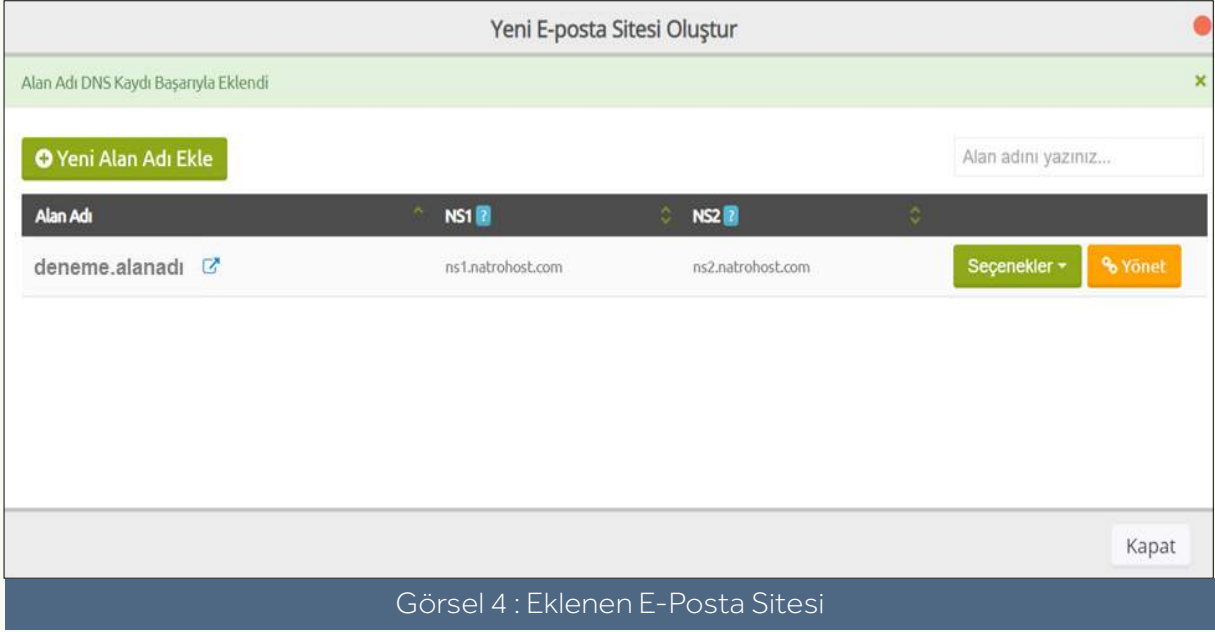 Yeni E-posta Sitesi Oluştur
Alan Adı DNS Kaydı Başarıyla Eklendi
Yeni Alan Adı Ekle
Alan adını yazınız...
Alan Adı NS1 ? NS2 ?
deneme.alanadı ns1.natrohost.com ns2.natrohost.com Seçenekler Yönet
Kapat
Görsel 4 : Eklenen E-Posta Sitesi